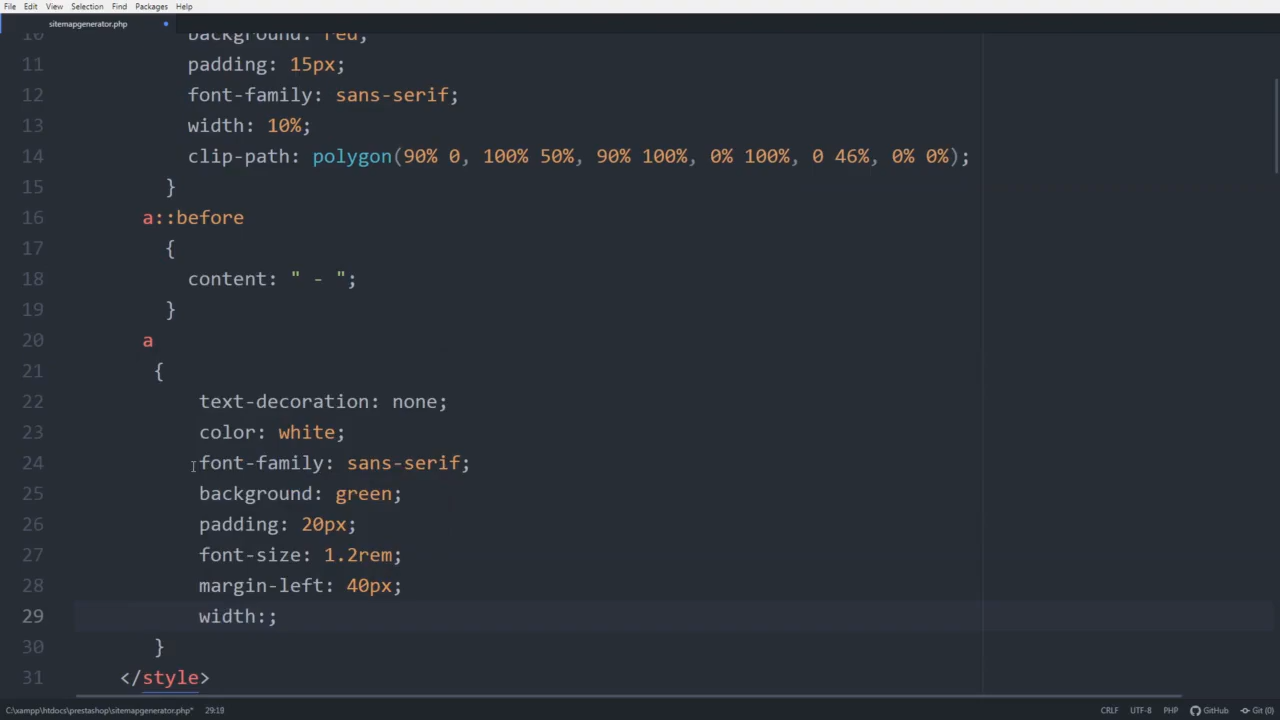 File Edit View Selection Find Packages Help
sitemapgenerator.php
10 background: red;
11 padding: 15px;
12 font-family: sans-serif;
13 width: 10%;
14 clip-path: polygon(90% 0, 100% 50%, 90% 100%, 0% 100%, 0 46%, 0% 0%);
15 }
16 a::before
17 {
18 content: " - ";
19 }
20 a
21 {
22 text-decoration: none;
23 color: white;
24 font-family: sans-serif;
25 background: green;
26 padding: 20px;
27 font-size: 1.2rem;
28 margin-left: 40px;
29 width:;
30 }
31 </style>
C:\xampp\htdocs\prestashop\sitemapgenerator.php* 29:19 CRLF UTF-8 PHP GitHub Git (0)